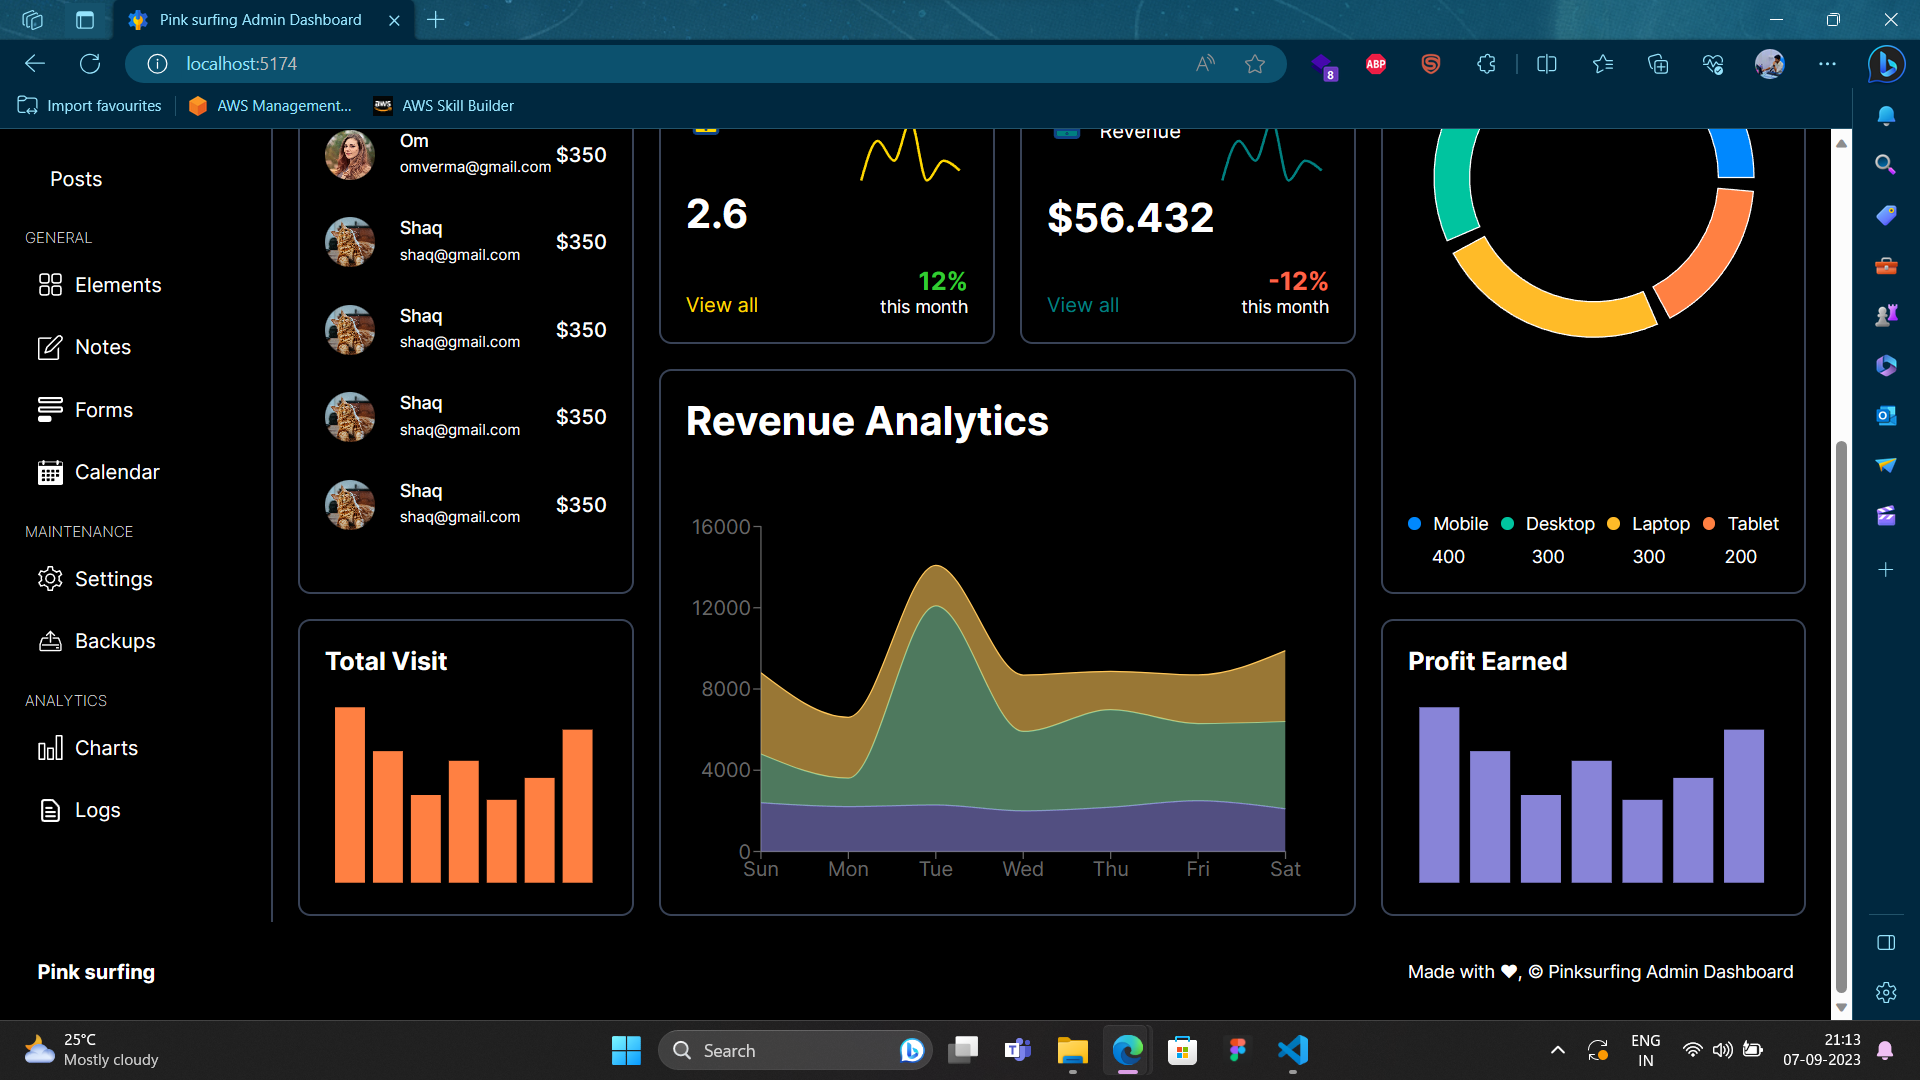 Pink surfing Admin Dashboard
localhost:5174
8
ABP
Import favourites
AWS Management...
aws
AWS Skill Builder
Posts
GENERAL
Elements
Notes
Forms
Calendar
MAINTENANCE
Settings
Backups
ANALYTICS
Charts
Logs
Om
omverma@gmail.com
$350
Shaq
shaq@gmail.com
$350
Shaq
shaq@gmail.com
$350
Shaq
shaq@gmail.com
$350
Shaq
shaq@gmail.com
$350
2.6
12%
View all
this month
Revenue
$56.432
-12%
View all
this month
Mobile
400
Desktop
300
Laptop
300
Tablet
200
Total Visit
Revenue Analytics
16000
12000
8000
4000
0
Sun Mon Tue Wed Thu Fri Sat
Profit Earned
Pink surfing
Made with ❤, © Pinksurfing Admin Dashboard
25°C
Mostly cloudy
Search
ENG
IN
21:13
07-09-2023